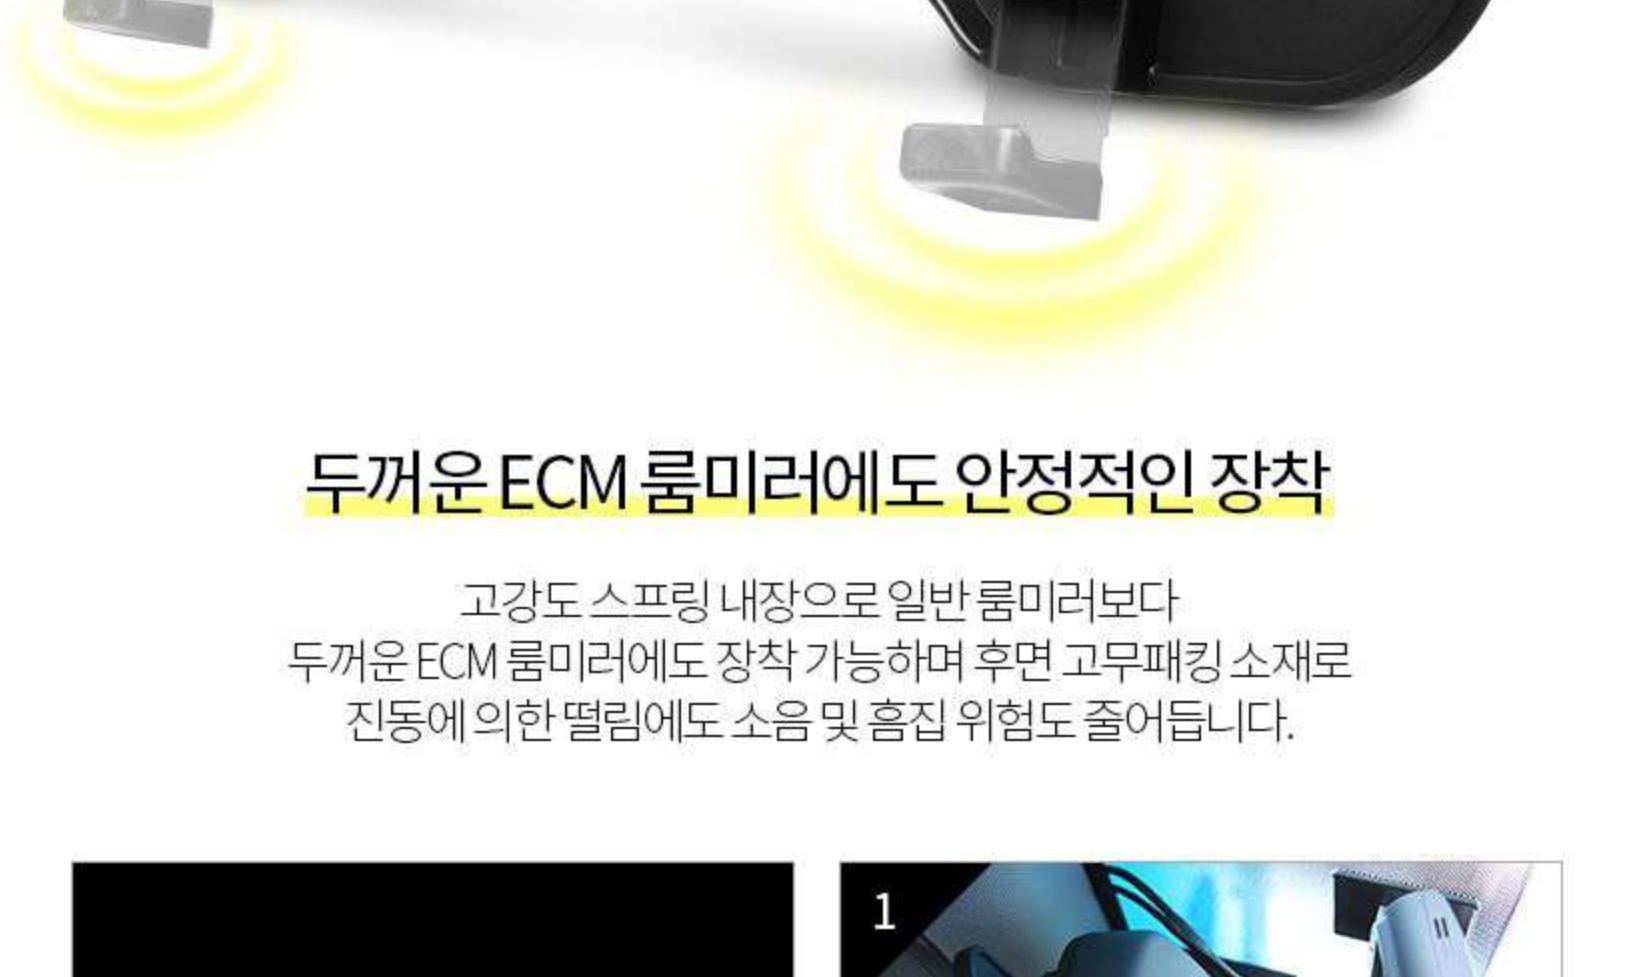 두꺼운 ECM 룸미러에도 안정적인 장착
고강도 스프링 내장으로 일반 룸미러보다
두꺼운 ECM 룸미러에도 장착 가능하며 후면 고무패킹 소재로
진동에 의한 떨림에도 소음 및 흠집 위험도 줄어듭니다.
1